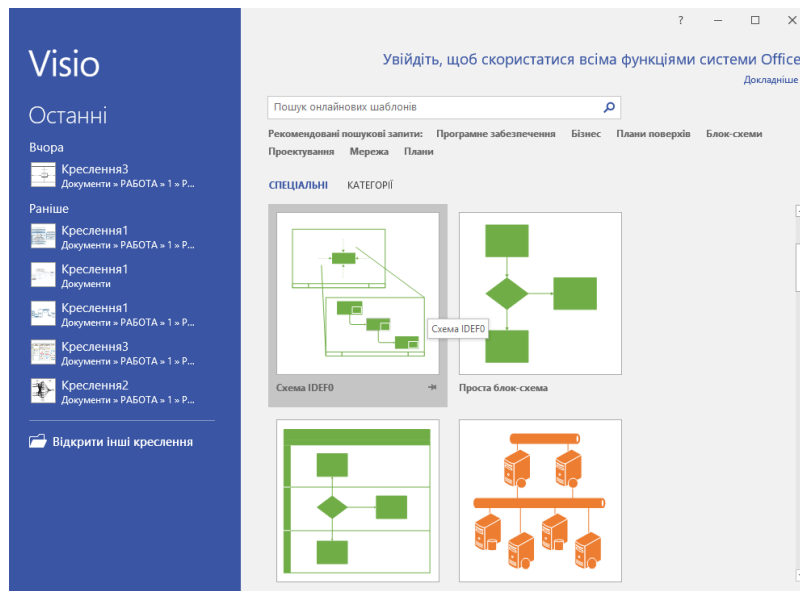 Visio
Останні
Вчора
Креслення3
Документи » РАБОТА » 1 » Р...
Раніше
Креслення1
Документи » РАБОТА » 1 » Р...
Креслення1
Документи
Креслення1
Документи » РАБОТА » 1 » Р...
Креслення3
Документи » РАБОТА » 1 » Р...
Креслення2
Документи » РАБОТА » 1 » Р...
Відкрити інші креслення
?
Увійдіть, щоб скористатися всіма функціями системи Office
Докладніше
Пошук онлайнових шаблонів
Рекомендовані пошукові запити: Програмне забезпечення Бізнес Плани поверхів Блок-схеми
Проектування Мережа Плани
СПЕЦІАЛЬНІ КАТЕГОРІЇ
Схема IDEF0
Схема IDEF0
Проста блок-схема